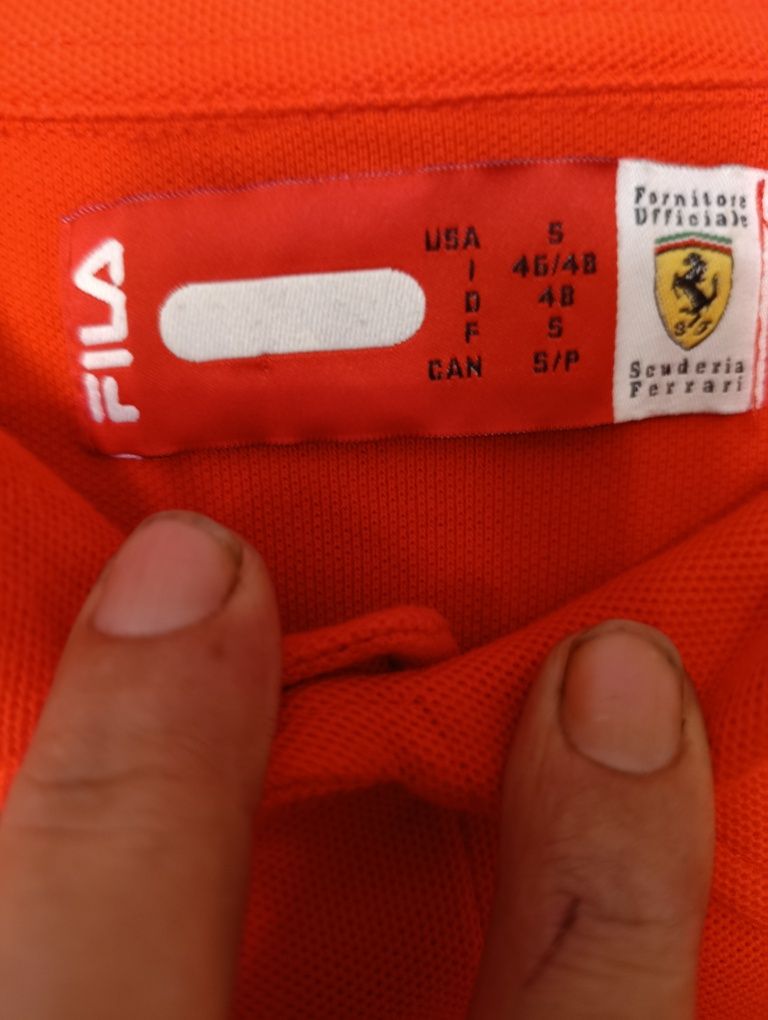 FILA
USA S
I 46/48
D 48
F S
CAN S/P
Fornitore
Ufficiale
S F
Scuderia
Ferrari